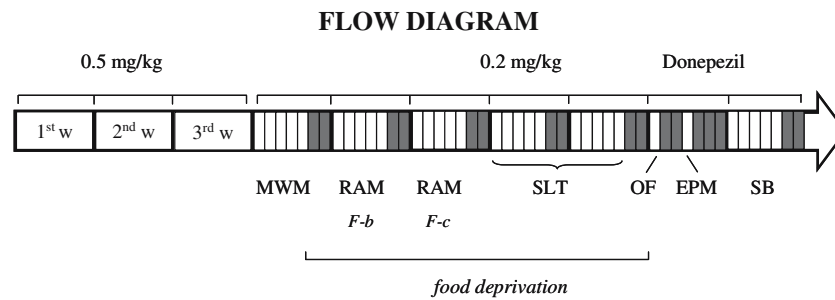 FLOW DIAGRAM
0.5 mg/kg 0.2 mg/kg Donepezil
1st w 2nd w 3rd w
MWM RAM RAM SLT OF EPM SB
F-b F-c
food deprivation